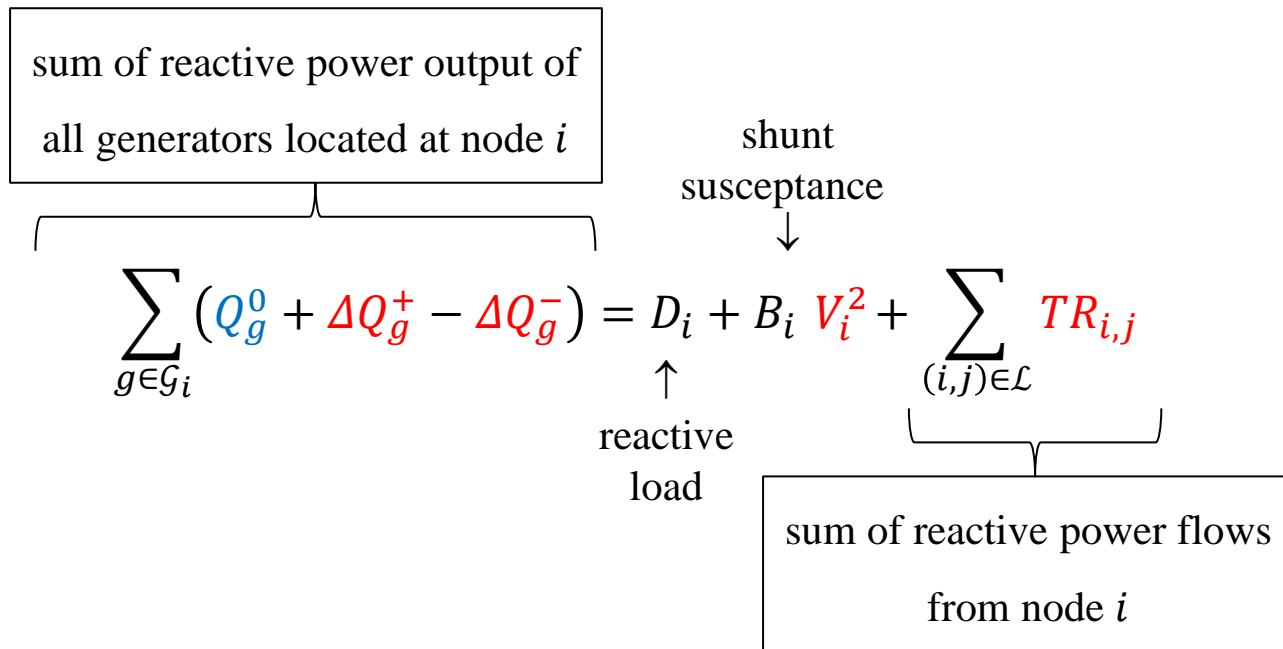 sum of reactive power output of
all generators located at node 𝑖
shunt
susceptance
↓
∑_{g∈𝒢_i} (Q_g^0 + ΔQ_g^+ − ΔQ_g^-) = D_i + B_i V_i^2 + ∑_{(i,j)∈ℒ} TR_{i,j}
↑
reactive
load
sum of reactive power flows
from node 𝑖